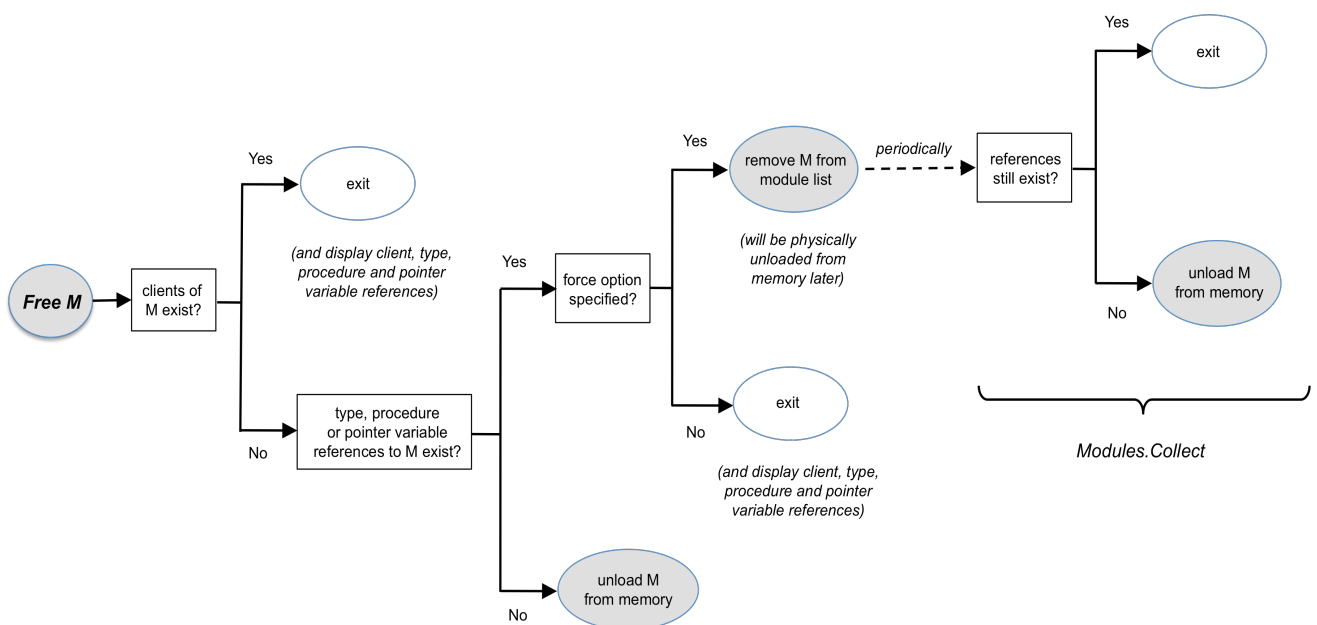 Free M
clients of
M exist?
Yes
exit
(and display client, type,
procedure and pointer
variable references)
No
type, procedure
or pointer variable
references to M exist?
Yes
force option
specified?
Yes
remove M from
module list
(will be physically
unloaded from
memory later)
periodically
references
still exist?
Yes
exit
No
unload M
from memory
Modules.Collect
No
exit
(and display client, type,
procedure and pointer
variable references)
No
unload M
from memory